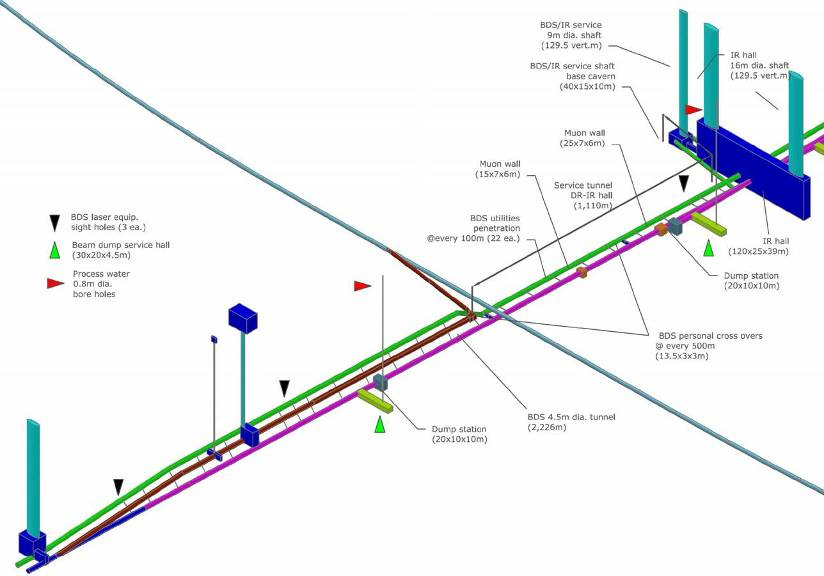 BDS/IR service
9m dia. shaft
(129.5 vert.m)
IR hall
16m dia. shaft
(129.5 vert.m)
BDS/IR service shaft
base cavern
(40x15x10m)
Muon wall
(25x7x6m)
Muon wall
(15x7x6m)
Service tunnel
DR-IR hall
(1,110m)
BDS utilities
penetration
@every 100m (22 ea.)
BDS laser equip.
sight holes (3 ea.)
Beam dump service hall
(30x20x4.5m)
Process water
0.8m dia.
bore holes
IR hall
(120x25x39m)
Dump station
(20x10x10m)
BDS personal cross overs
@ every 500m
(13.5x3x3m)
BDS 4.5m dia. tunnel
(2,226m)
Dump station
(20x10x10m)